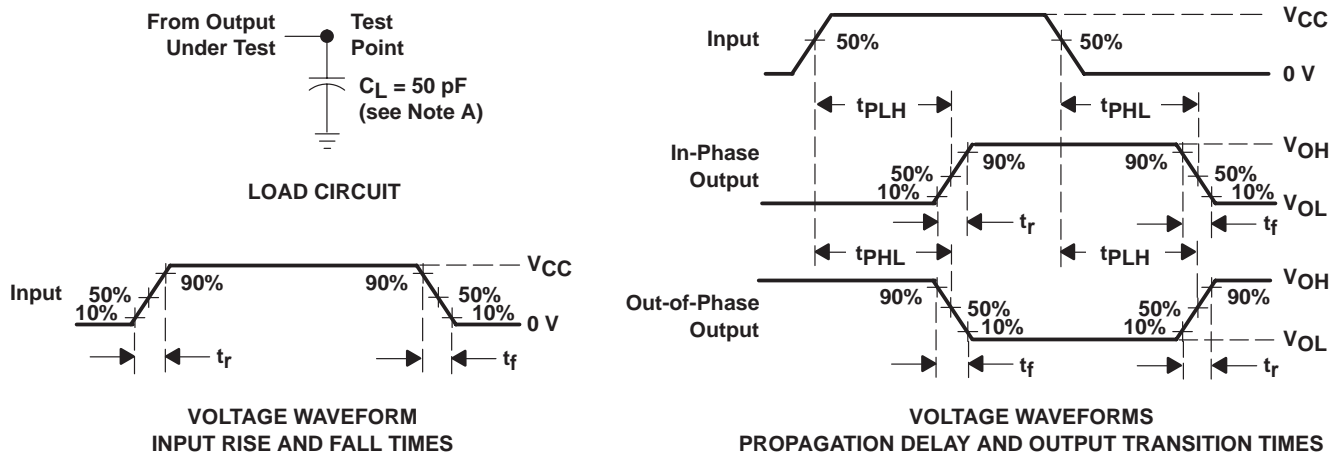 From Output
Under Test
Test
Point
CL = 50 pF
(see Note A)
LOAD CIRCUIT
Input
50%
10%
90%
90%
50%
10%
VCC
0 V
tr
tf
VOLTAGE WAVEFORM
INPUT RISE AND FALL TIMES
Input
50%
50%
VCC
0 V
tPLH
tPHL
In-Phase
Output
50%
10%
90%
90%
50%
10%
VOH
VOL
tr
tf
tPHL
tPLH
Out-of-Phase
Output
90%
50%
10%
50%
10%
90%
VOH
VOL
tf
tr
VOLTAGE WAVEFORMS
PROPAGATION DELAY AND OUTPUT TRANSITION TIMES